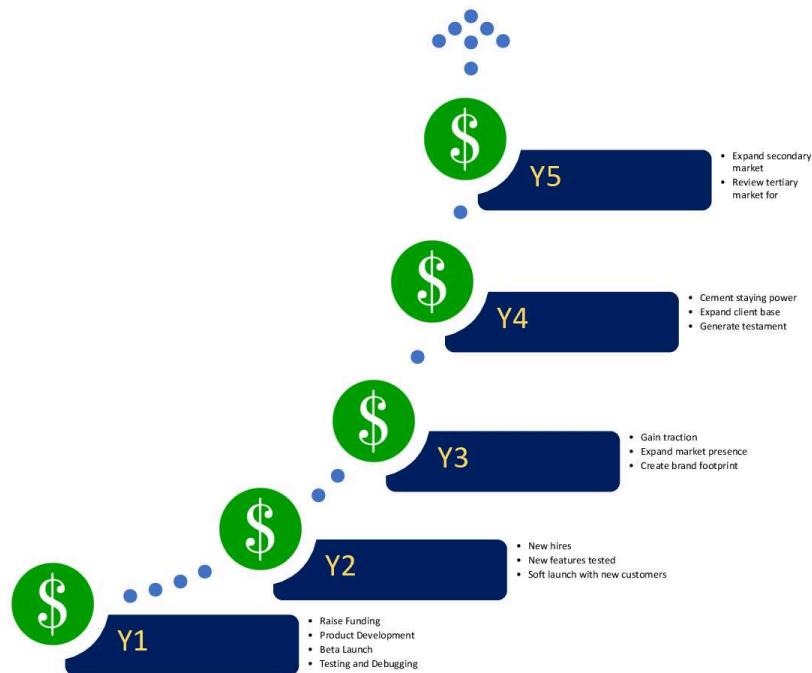 Y5
• Expand secondary
market
• Review tertiary
market for
Y4
• Cement staying power
• Expand client base
• Generate testament
Y3
• Gain traction
• Expand market presence
• Create brand footprint
Y2
• New hires
• New features tested
• Soft launch with new customers
Y1
• Raise Funding
• Product Development
• Beta Launch
• Testing and Debugging
$
$
$
$
$